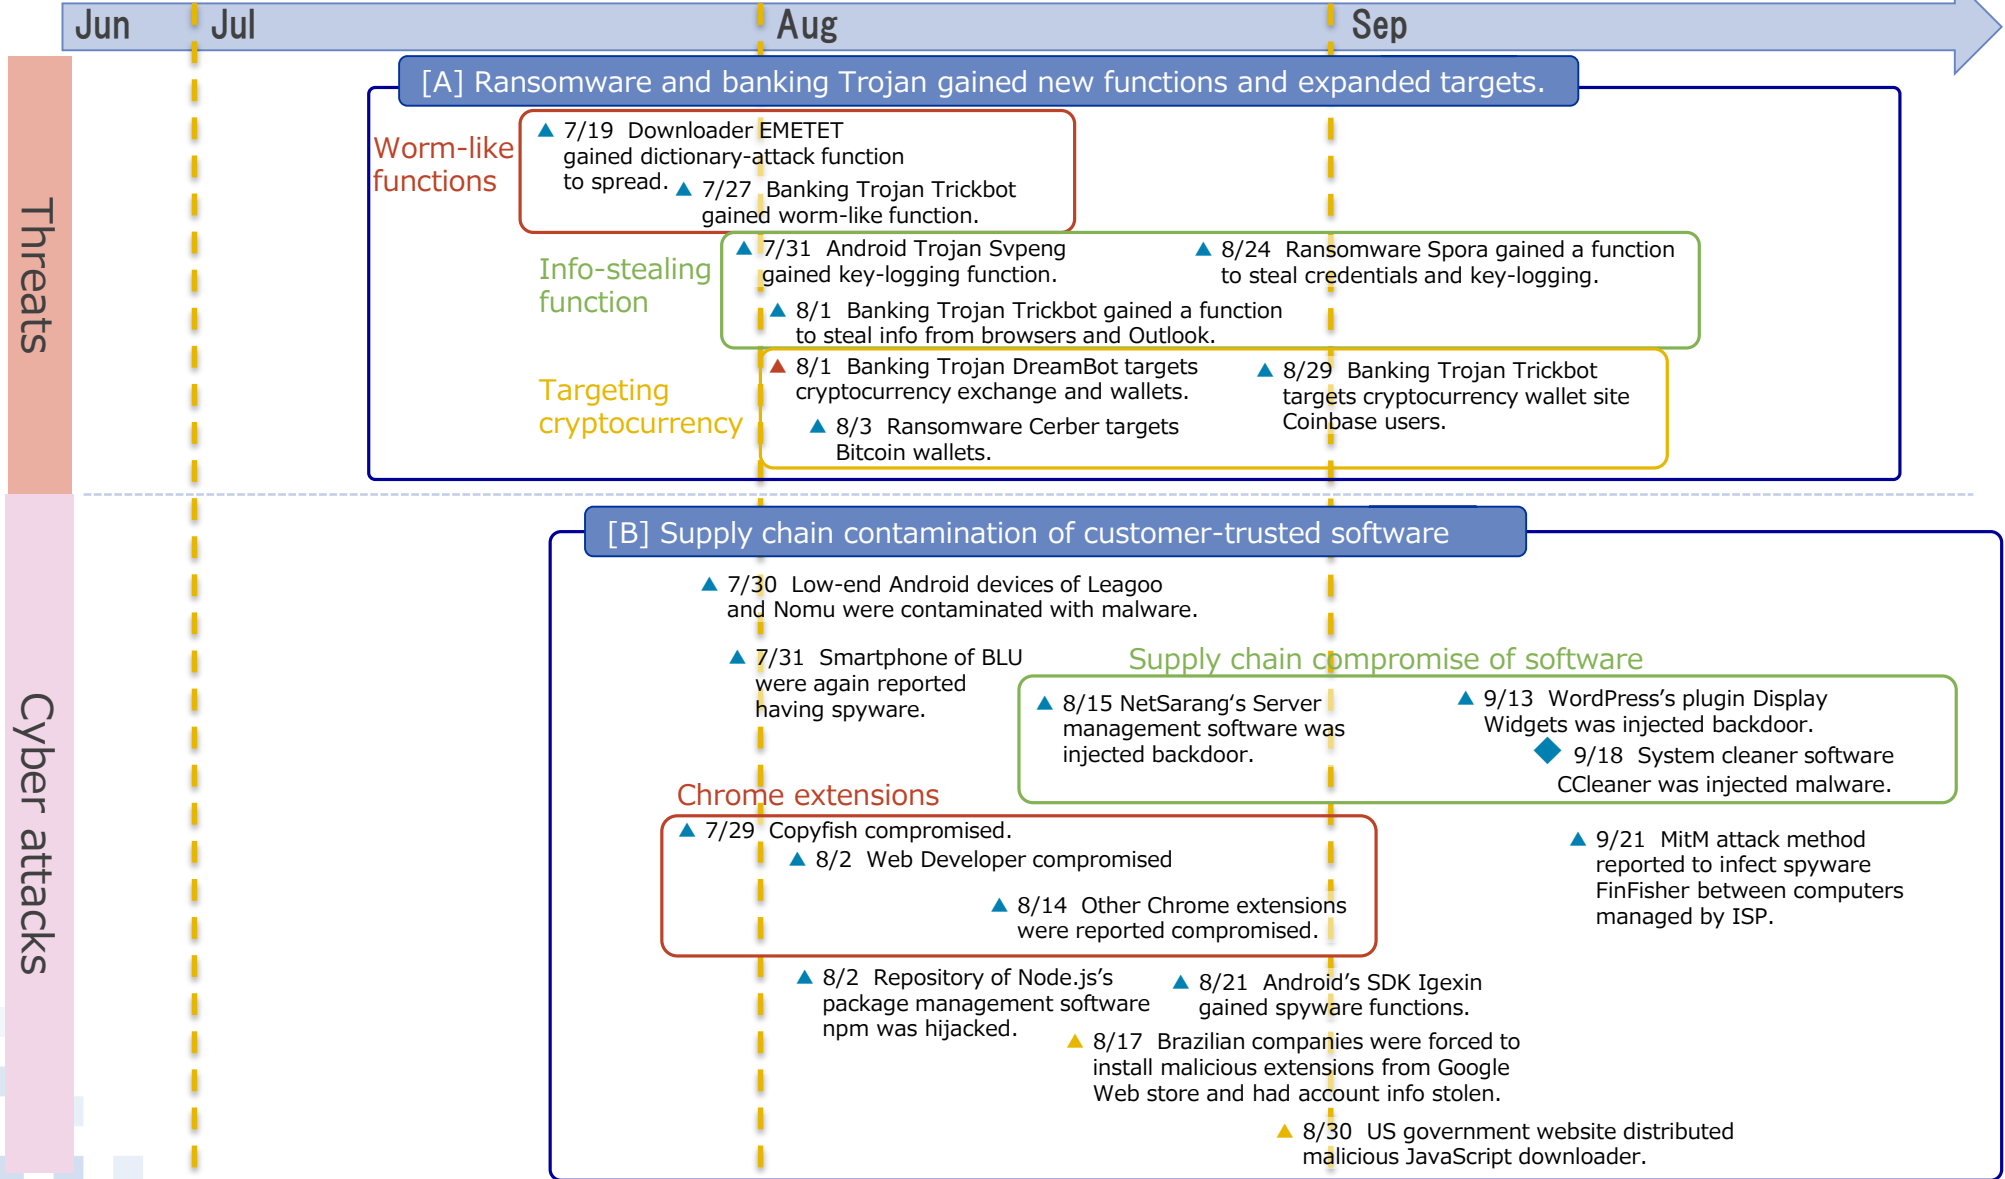 Jun
Jul
Aug
Sep
Threats
[A] Ransomware and banking Trojan gained new functions and expanded targets.
Worm-like
functions
7/19 Downloader EMETET
gained dictionary-attack function
to spread.
7/27 Banking Trojan Trickbot
gained worm-like function.
Info-stealing
function
7/31 Android Trojan Svpeng
gained key-logging function.
8/24 Ransomware Spora gained a function
to steal credentials and key-logging.
8/1 Banking Trojan Trickbot gained a function
to steal info from browsers and Outlook.
Targeting
cryptocurrency
8/1 Banking Trojan DreamBot targets
cryptocurrency exchange and wallets.
8/29 Banking Trojan Trickbot
targets cryptocurrency wallet site
Coinbase users.
8/3 Ransomware Cerber targets
Bitcoin wallets.
Cyber attacks
[B] Supply chain contamination of customer-trusted software
7/30 Low-end Android devices of Leagoo
and Nomu were contaminated with malware.
7/31 Smartphone of BLU
were again reported
having spyware.
Supply chain compromise of software
8/15 NetSarang‘s Server
management software was
injected backdoor.
9/13 WordPress’s plugin Display
Widgets was injected backdoor.
9/18 System cleaner software
CCleaner was injected malware.
Chrome extensions
7/29 Copyfish compromised.
8/2 Web Developer compromised
8/14 Other Chrome extensions
were reported compromised.
9/21 MitM attack method
reported to infect spyware
FinFisher between computers
managed by ISP.
8/2 Repository of Node.js’s
package management software
npm was hijacked.
8/21 Android’s SDK Igexin
gained spyware functions.
8/17 Brazilian companies were forced to
install malicious extensions from Google
Web store and had account info stolen.
8/30 US government website distributed
malicious JavaScript downloader.